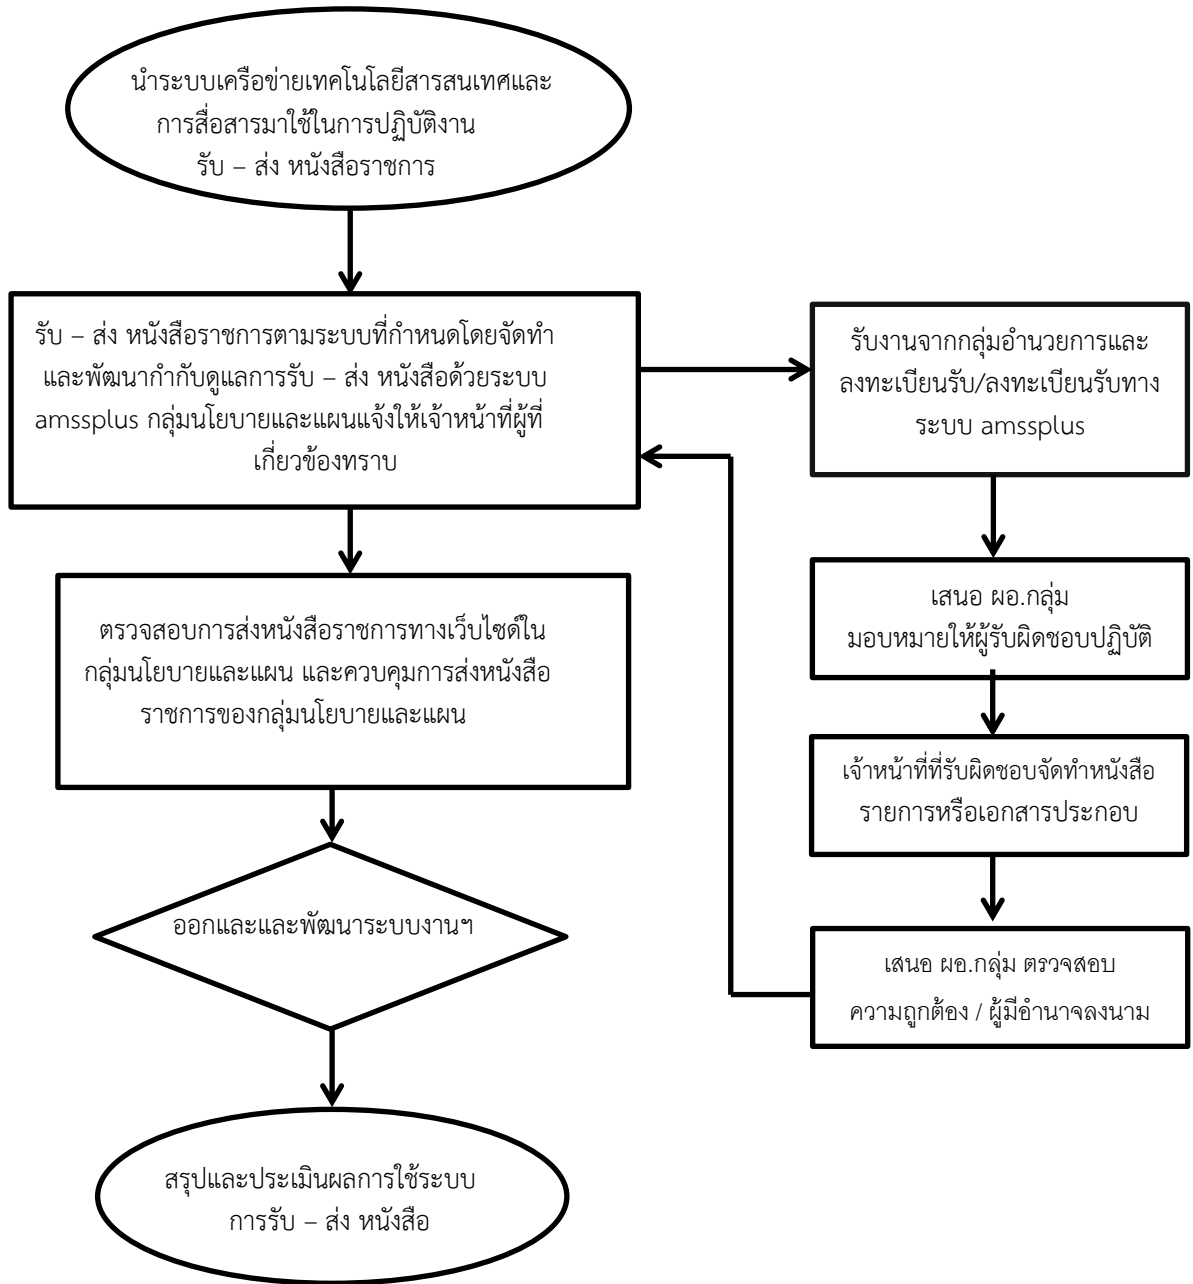 นำระบบเครือข่ายเทคโนโลยีสารสนเทศและ
การสื่อสารมาใช้ในการปฏิบัติงาน
รับ – ส่ง หนังสือราชการ
รับ – ส่ง หนังสือราชการตามระบบที่กำหนดโดยจัดทำ
และพัฒนากำกับดูแลการรับ – ส่ง หนังสือด้วยระบบ
amssplus กลุ่มนโยบายและแผนแจ้งให้เจ้าหน้าที่ผู้ที่
เกี่ยวข้องทราบ
รับงานจากกลุ่มอำนวยการและ
ลงทะเบียนรับ/ลงทะเบียนรับทาง
ระบบ amssplus
เสนอ ผอ.กลุ่ม
มอบหมายให้ผู้รับผิดชอบปฏิบัติ
เจ้าหน้าที่ที่รับผิดชอบจัดทำหนังสือ
รายการหรือเอกสารประกอบ
เสนอ ผอ.กลุ่ม ตรวจสอบ
ความถูกต้อง / ผู้มีอำนาจลงนาม
ตรวจสอบการส่งหนังสือราชการทางเว็บไซด์ใน
กลุ่มนโยบายและแผน และควบคุมการส่งหนังสือ
ราชการของกลุ่มนโยบายและแผน
ออกและและพัฒนาระบบงานฯ
สรุปและประเมินผลการใช้ระบบ
การรับ – ส่ง หนังสือ